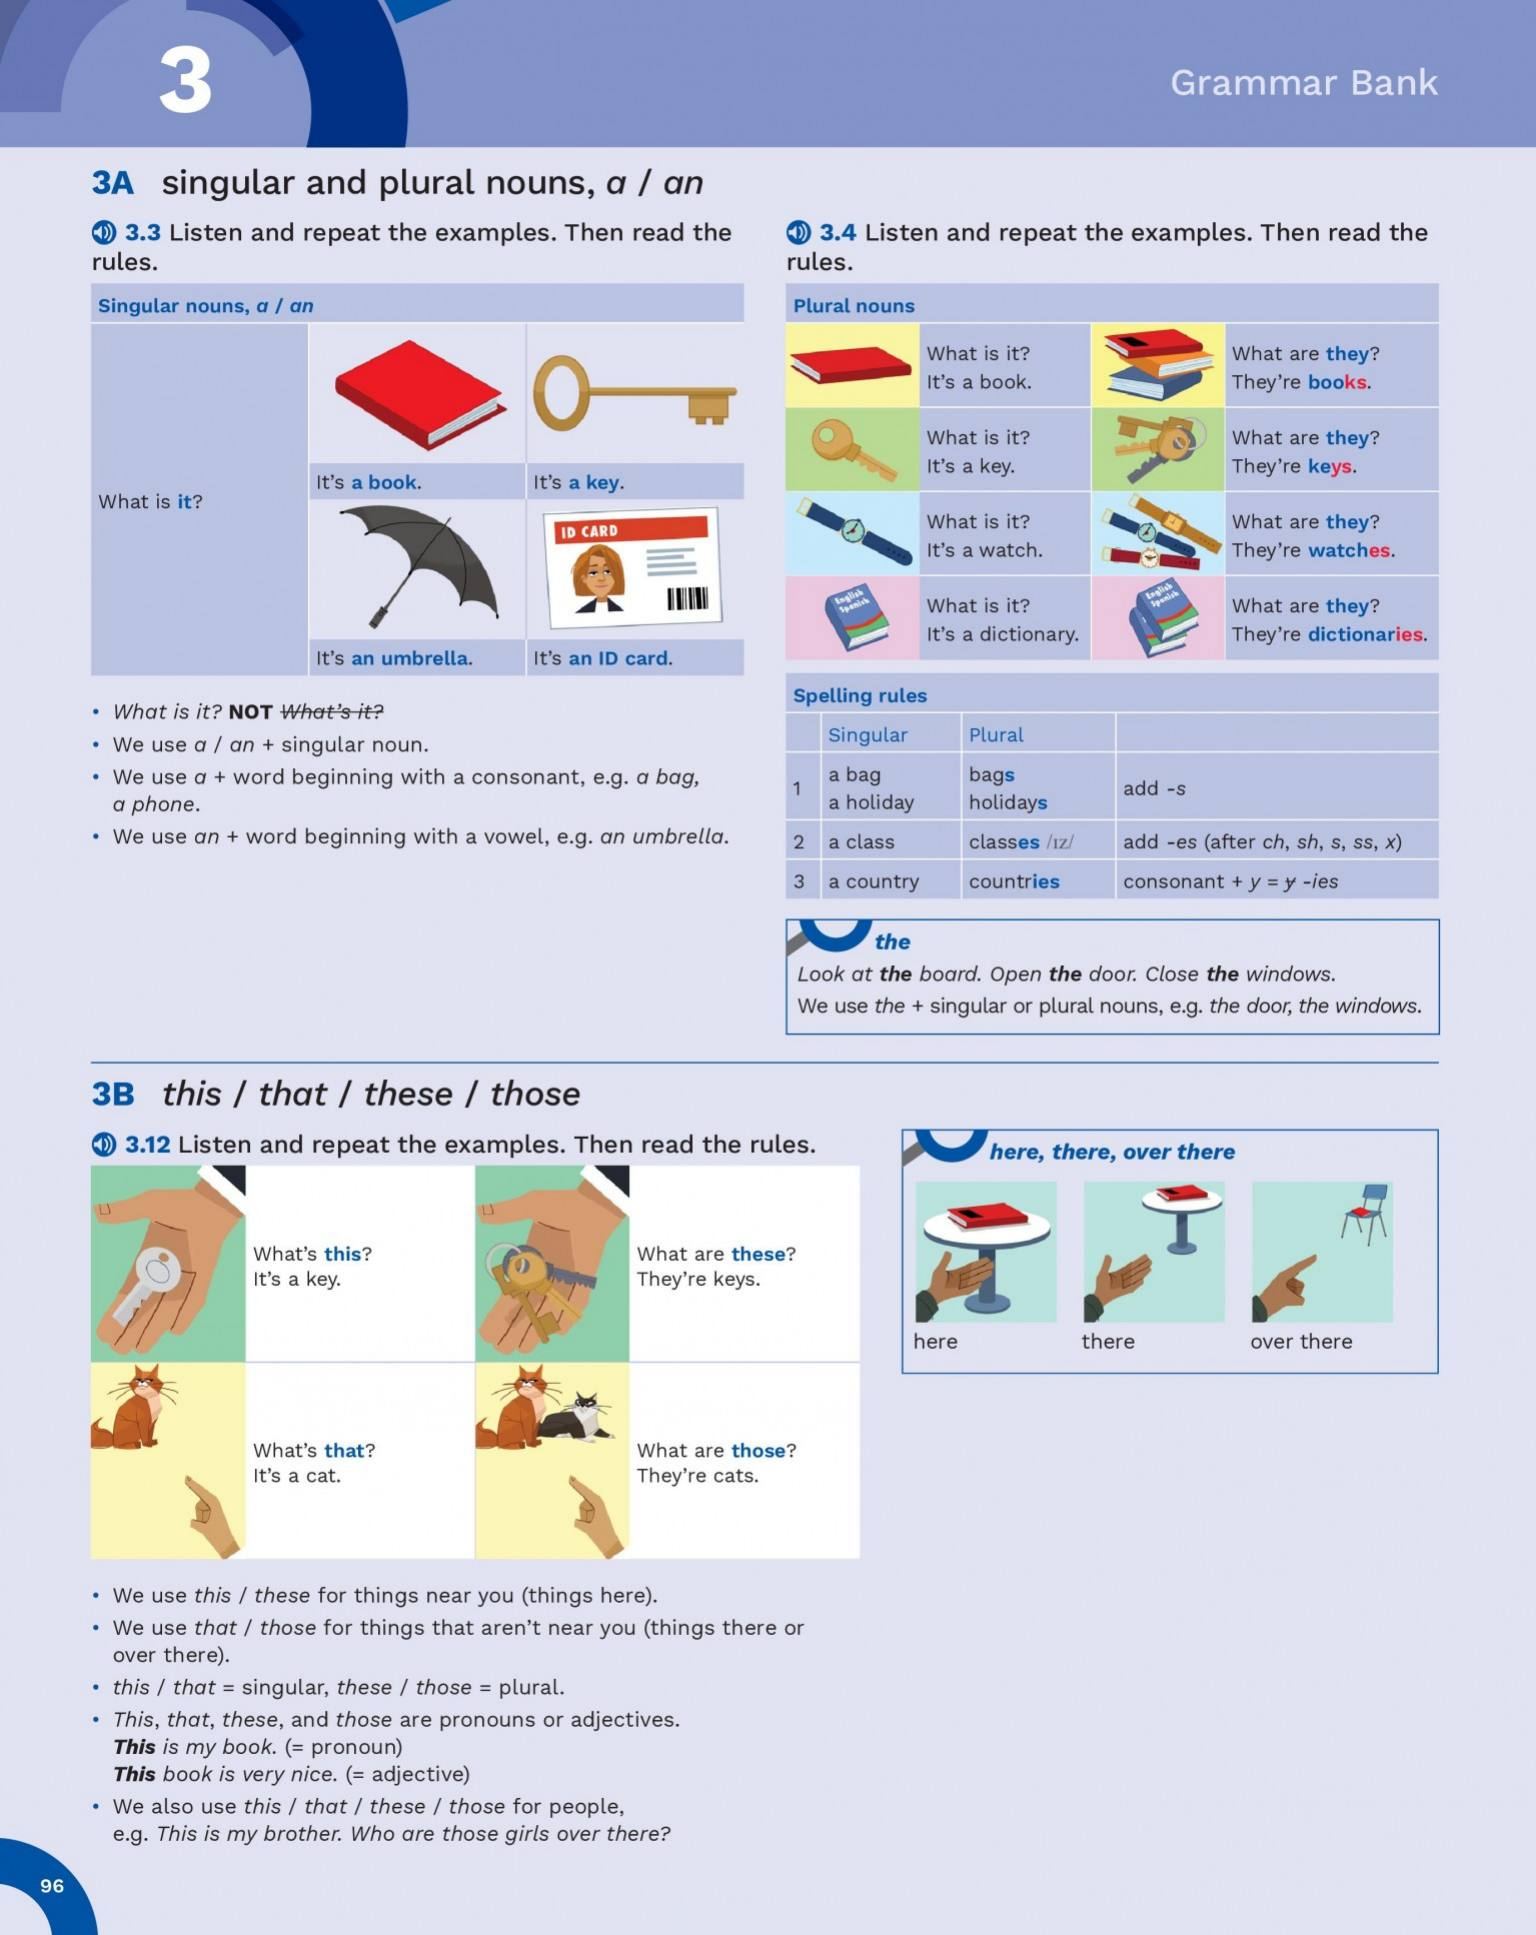 3
Grammar Bank
3A singular and plural nouns, a / an
3.3 Listen and repeat the examples. Then read the
rules.
Singular nouns, a / an
What is it?
It's a book.
It's a key.
ID CARD
It's an umbrella.
It's an ID card.
• What is it? NOT What's it?
• We use a / an + singular noun.
• We use a + word beginning with a consonant, e.g. a bag,
a phone.
• We use an + word beginning with a vowel, e.g. an umbrella.
3.4 Listen and repeat the examples. Then read the
rules.
Plural nouns
What is it?
It's a book.
What are they?
They're books.
What is it?
It's a key.
What are they?
They're keys.
What is it?
It's a watch.
What are they?
They're watches.
English
Spanish
What is it?
It's a dictionary.
English
Spanish
What are they?
They're dictionaries.
Spelling rules
Singular Plural
1 a bag bags add -s
a holiday holidays
2 a class classes /ɪz/ add -es (after ch, sh, s, ss, x)
3 a country countries consonant + y = y -ies
the
Look at the board. Open the door. Close the windows.
We use the + singular or plural nouns, e.g. the door, the windows.
3B this / that / these / those
3.12 Listen and repeat the examples. Then read the rules.
What's this?
It's a key.
What are these?
They're keys.
What's that?
It's a cat.
What are those?
They're cats.
• We use this / these for things near you (things here).
• We use that / those for things that aren't near you (things there or
over there).
• this / that = singular, these / those = plural.
• This, that, these, and those are pronouns or adjectives.
This is my book. (= pronoun)
This book is very nice. (= adjective)
• We also use this / that / these / those for people,
e.g. This is my brother. Who are those girls over there?
here, there, over there
here there over there
96